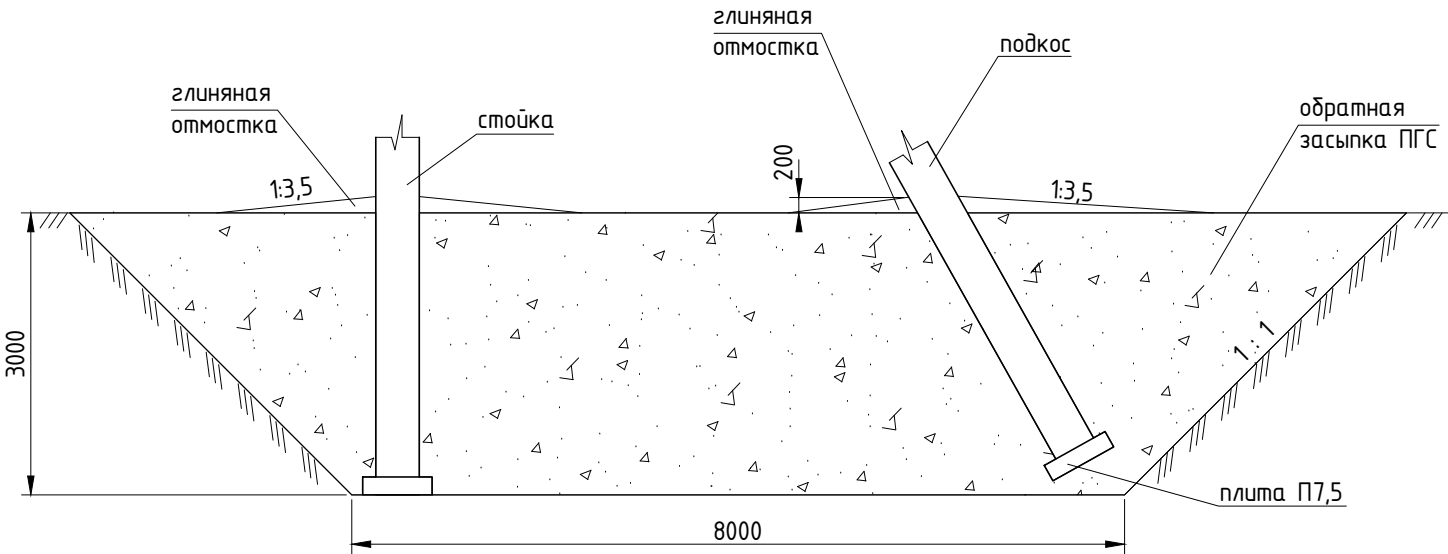 глиняная
отмостка
подкос
глиняная
отмостка
стойка
обратная
засыпка ПГС
200
1:3,5
1:3,5
3000
1:1
плита П7,5
8000